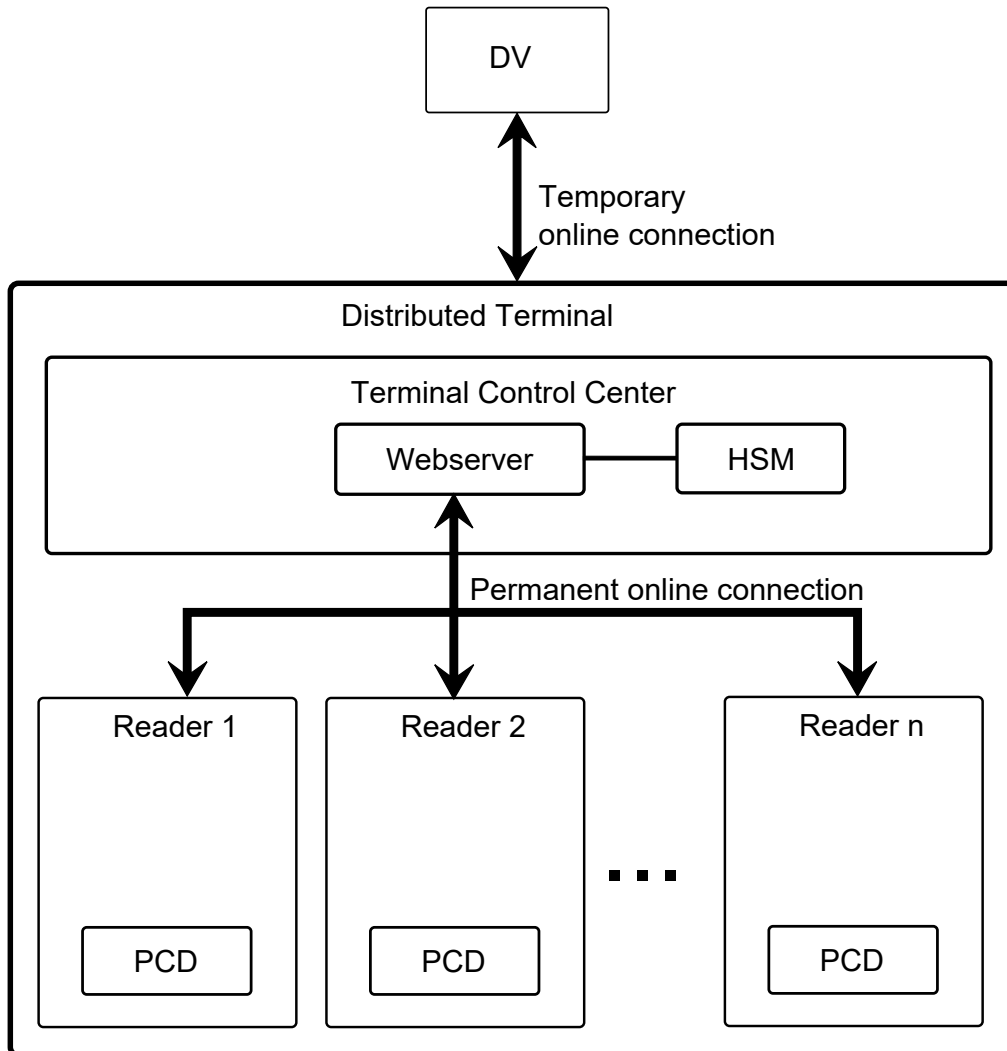 DV
Temporary
online connection
Distributed Terminal
Terminal Control Center
Webserver
HSM
Permanent online connection
Reader 1
Reader 2
Reader n
PCD
PCD
PCD